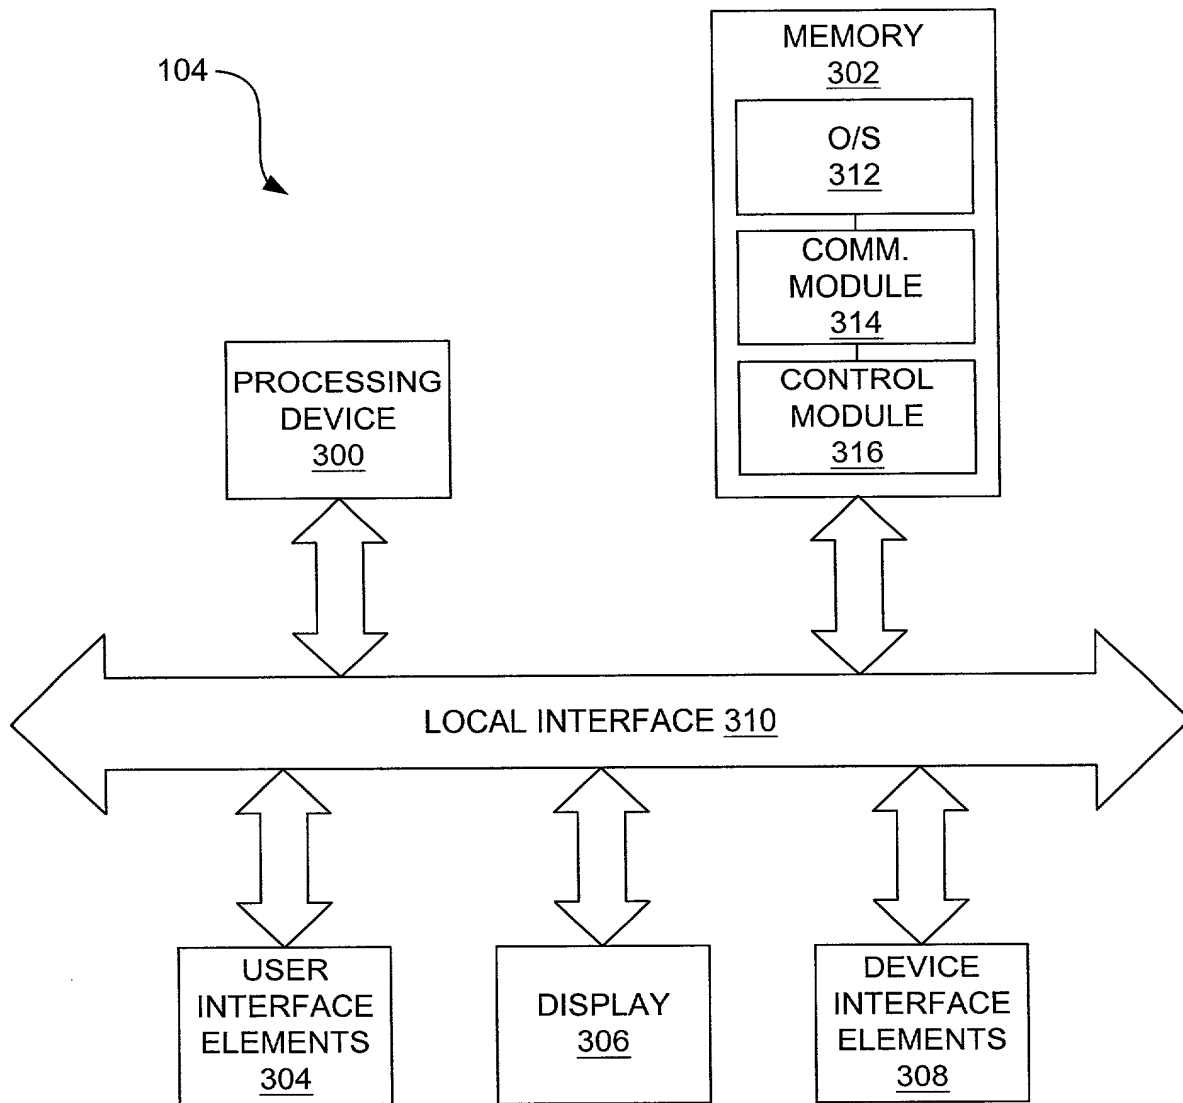 104
MEMORY
302
O/S
312
COMM.
MODULE
314
CONTROL
MODULE
316
PROCESSING
DEVICE
300
LOCAL INTERFACE 310
USER
INTERFACE
ELEMENTS
304
DISPLAY
306
DEVICE
INTERFACE
ELEMENTS
308